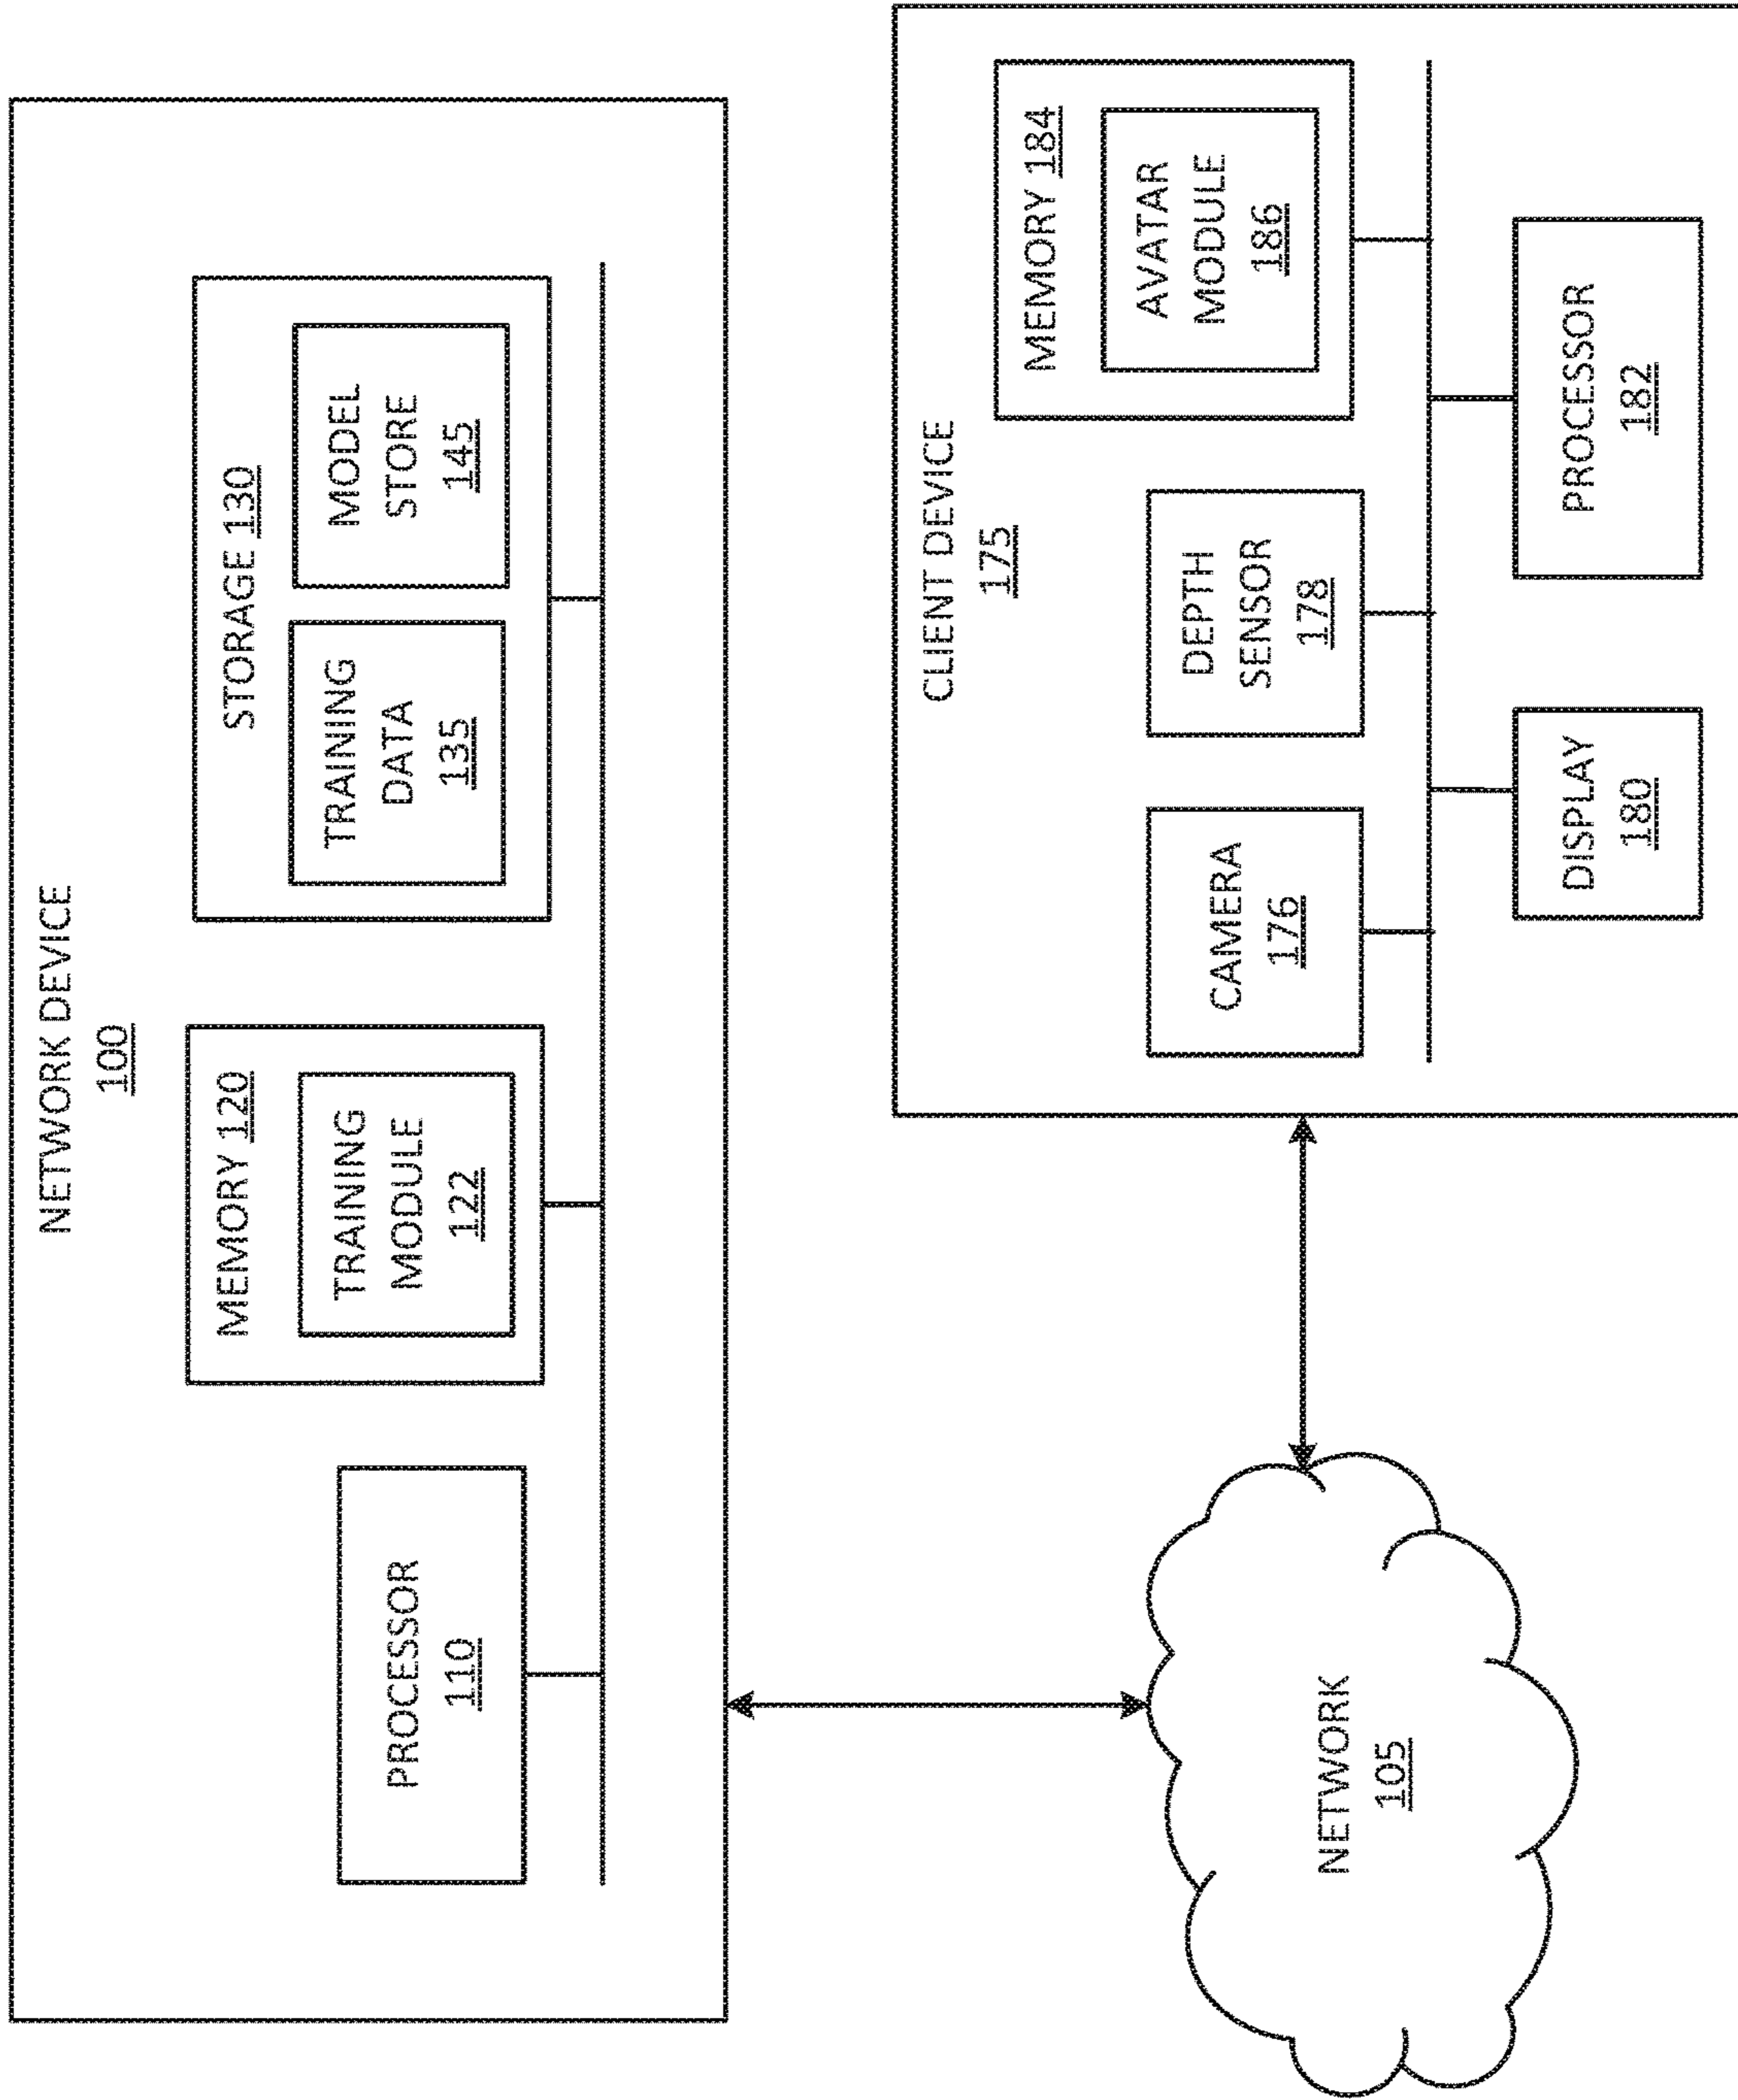 NETWORK DEVICE
100
PROCESSOR
110
MEMORY 120
TRAINING
MODULE
122
STORAGE 130
TRAINING
DATA
135
MODEL
STORE
145
NETWORK
105
CLIENT DEVICE
175
CAMERA
176
DEPTH
SENSOR
178
MEMORY 184
AVATAR
MODULE
186
DISPLAY
180
PROCESSOR
182